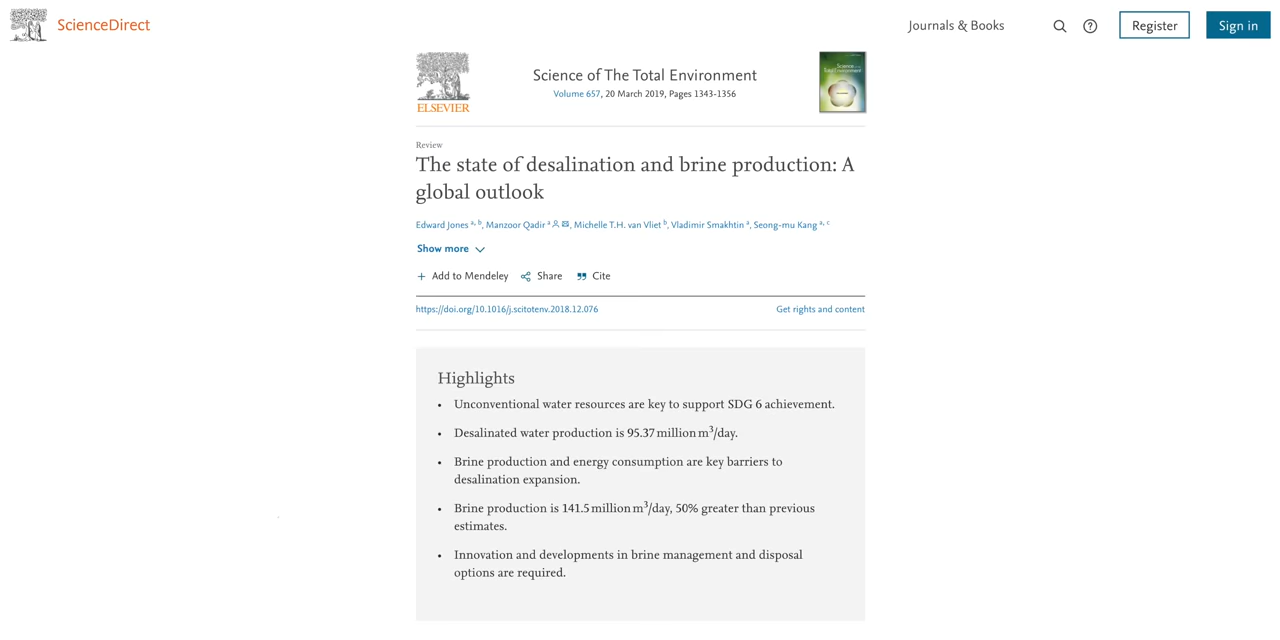 ScienceDirect
Journals & Books
Register
Sign in
ELSEVIER
Science of The Total Environment
Volume 657, 20 March 2019, Pages 1343-1356
Science of the Total Environment
Review
The state of desalination and brine production: A
global outlook
Edward Jones a, b, Manzoor Qadir a, Michelle T.H. van Vliet b, Vladimir Smakhtin a, Seong-mu Kang a, c
Show more
Add to Mendeley Share Cite
https://doi.org/10.1016/j.scitotenv.2018.12.076
Get rights and content
Highlights
• Unconventional water resources are key to support SDG 6 achievement.
• Desalinated water production is 95.37 million m³/day.
• Brine production and energy consumption are key barriers to
desalination expansion.
• Brine production is 141.5 million m³/day, 50% greater than previous
estimates.
• Innovation and developments in brine management and disposal
options are required.